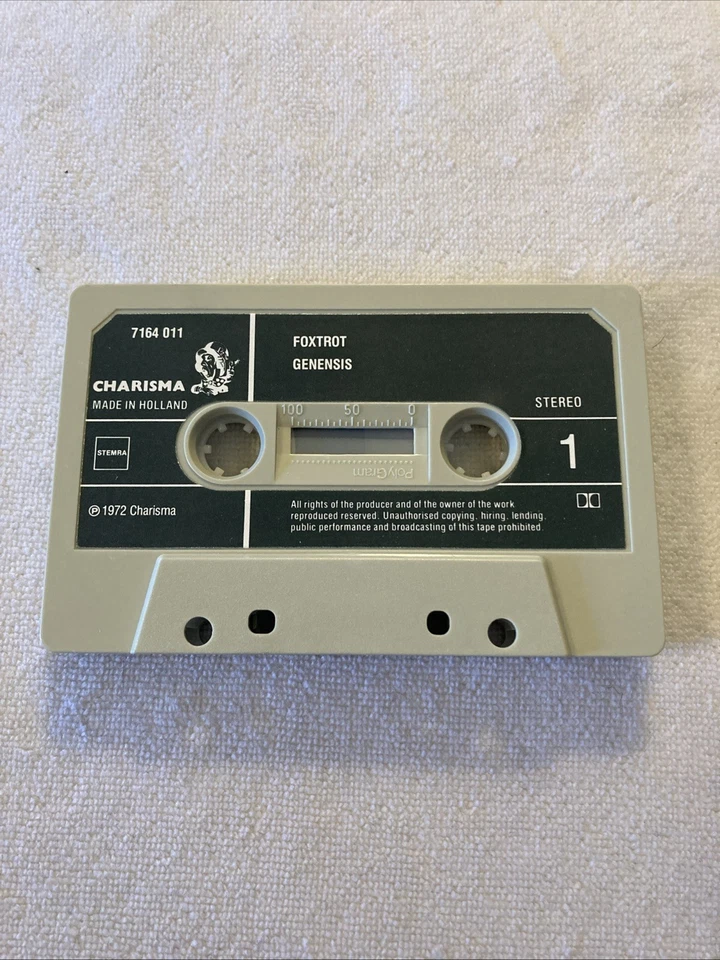 7164 011
CHARISMA
MADE IN HOLLAND
FOXTROT
GENENSIS
STEREO
100 50 0
PolyGram
STEMRA
1
℗ 1972 Charisma
All rights of the producer and of the owner of the work
reproduced reserved. Unauthorised copying, hiring, lending,
public performance and broadcasting of this tape prohibited.